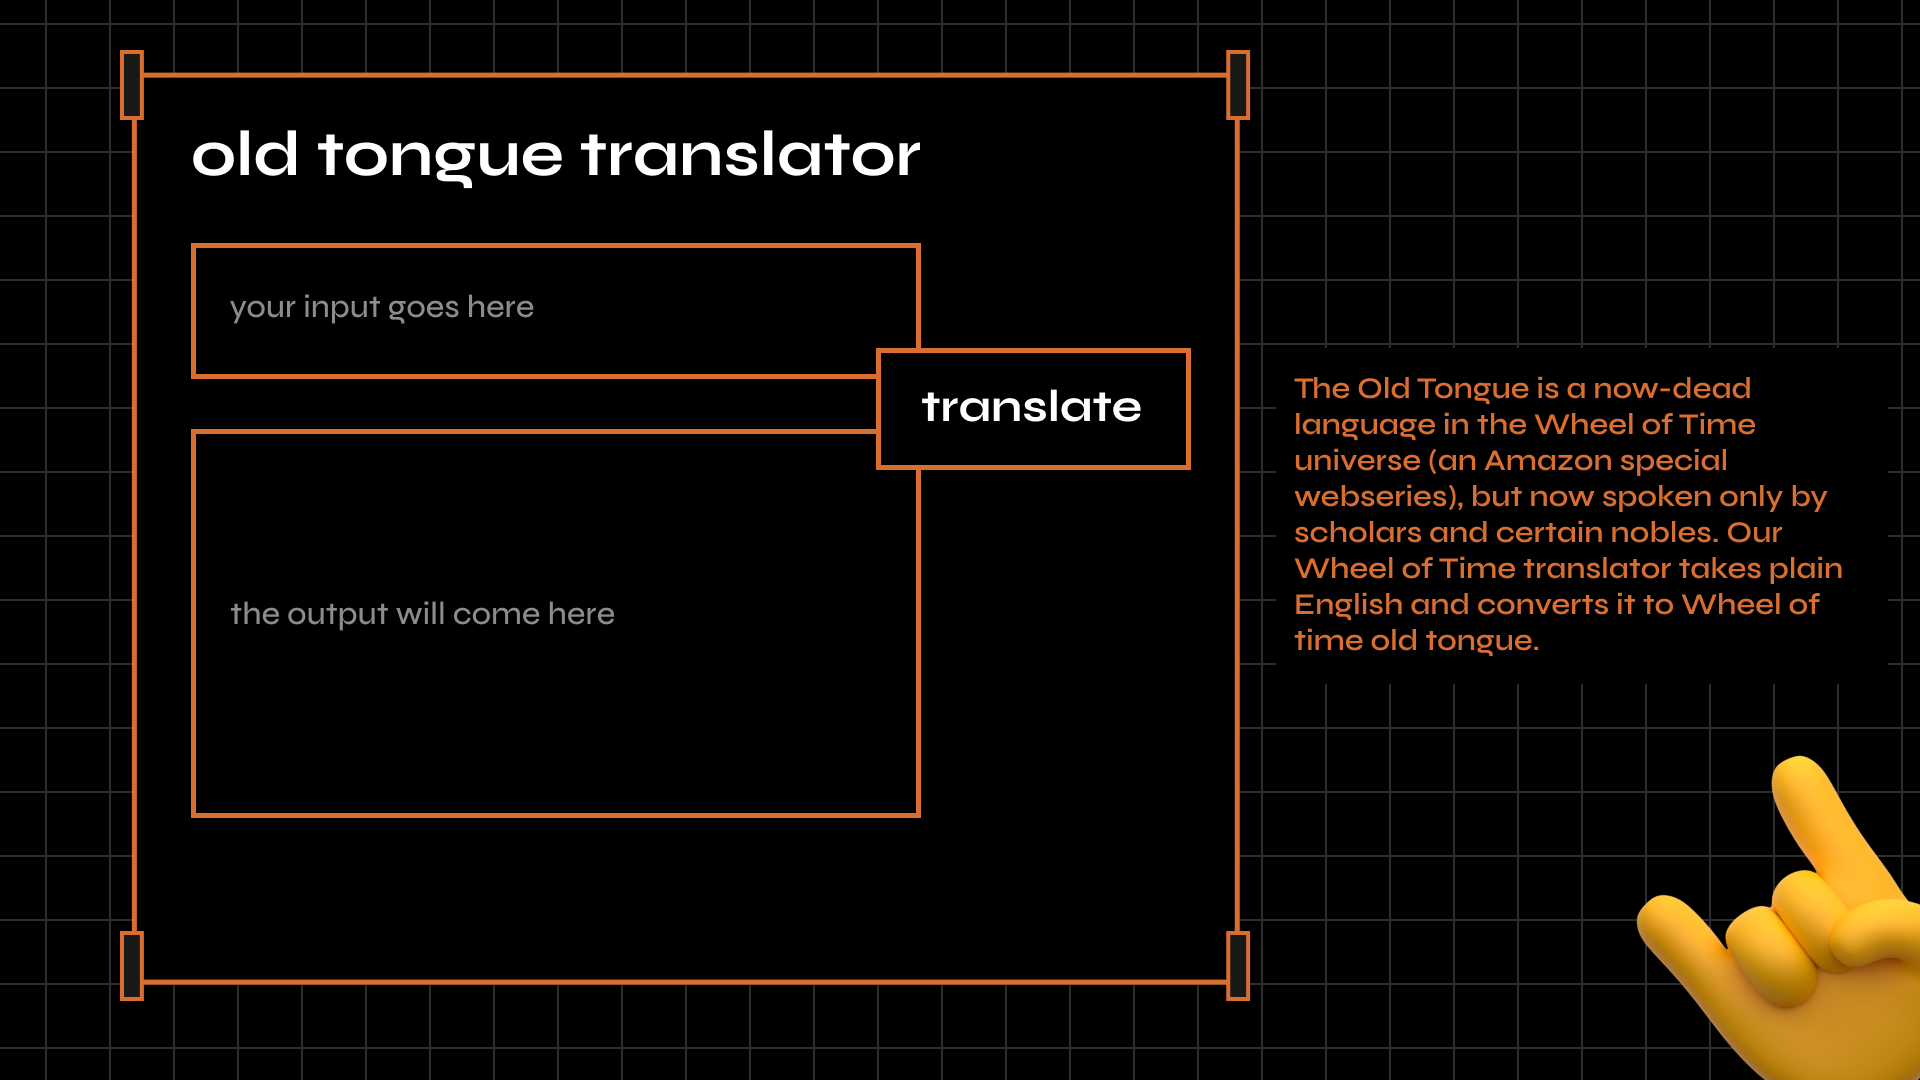 old tongue translator
your input goes here
translate
the output will come here
The Old Tongue is a now-dead
language in the Wheel of Time
universe (an Amazon special
webseries), but now spoken only by
scholars and certain nobles. Our
Wheel of Time translator takes plain
English and converts it to Wheel of
time old tongue.